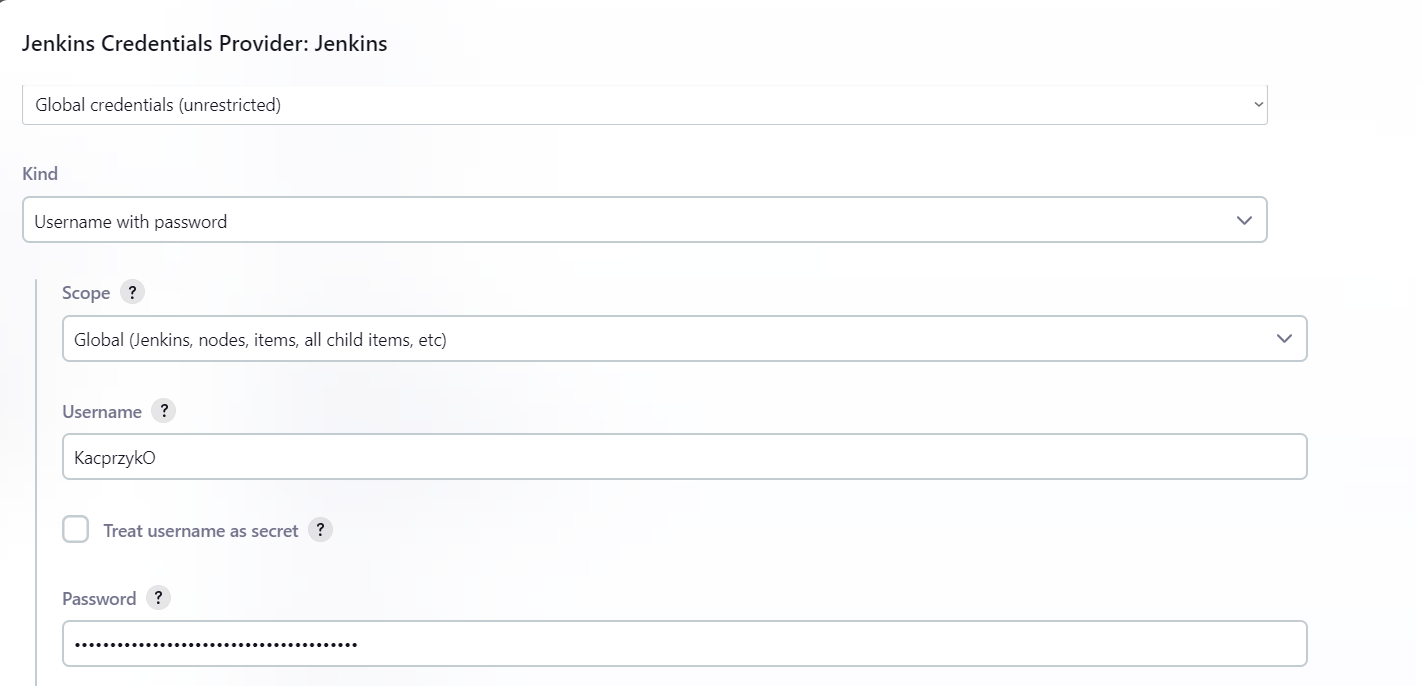 Jenkins Credentials Provider: Jenkins
Global credentials (unrestricted)
Kind
Username with password
Scope ?
Global (Jenkins, nodes, items, all child items, etc)
Username ?
KacprzykO
Treat username as secret ?
Password ?
••••••••••••••••••••••••••••••••••••••••